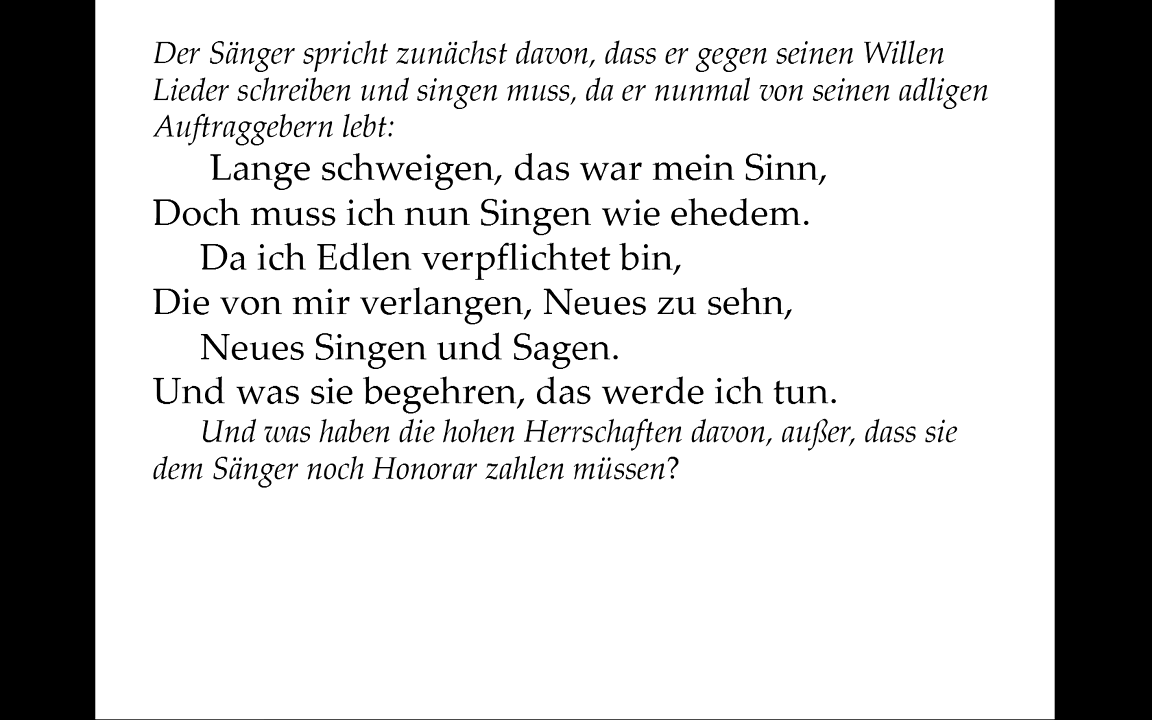 Der Sänger spricht zunächst davon, dass er gegen seinen Willen
Lieder schreiben und singen muss, da er nunmal von seinen adligen
Auftraggebern lebt:
Lange schweigen, das war mein Sinn,
Doch muss ich nun Singen wie ehedem.
Da ich Edlen verpflichtet bin,
Die von mir verlangen, Neues zu sehn,
Neues Singen und Sagen.
Und was sie begehren, das werde ich tun.
Und was haben die hohen Herrschaften davon, außer, dass sie
dem Sänger noch Honorar zahlen müssen?